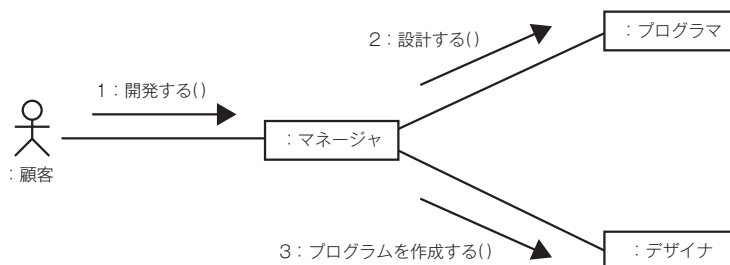 2：設計する()
：プログラマ
1：開発する()
：マネージャ
：顧客
3：プログラムを作成する()
：デザイナ